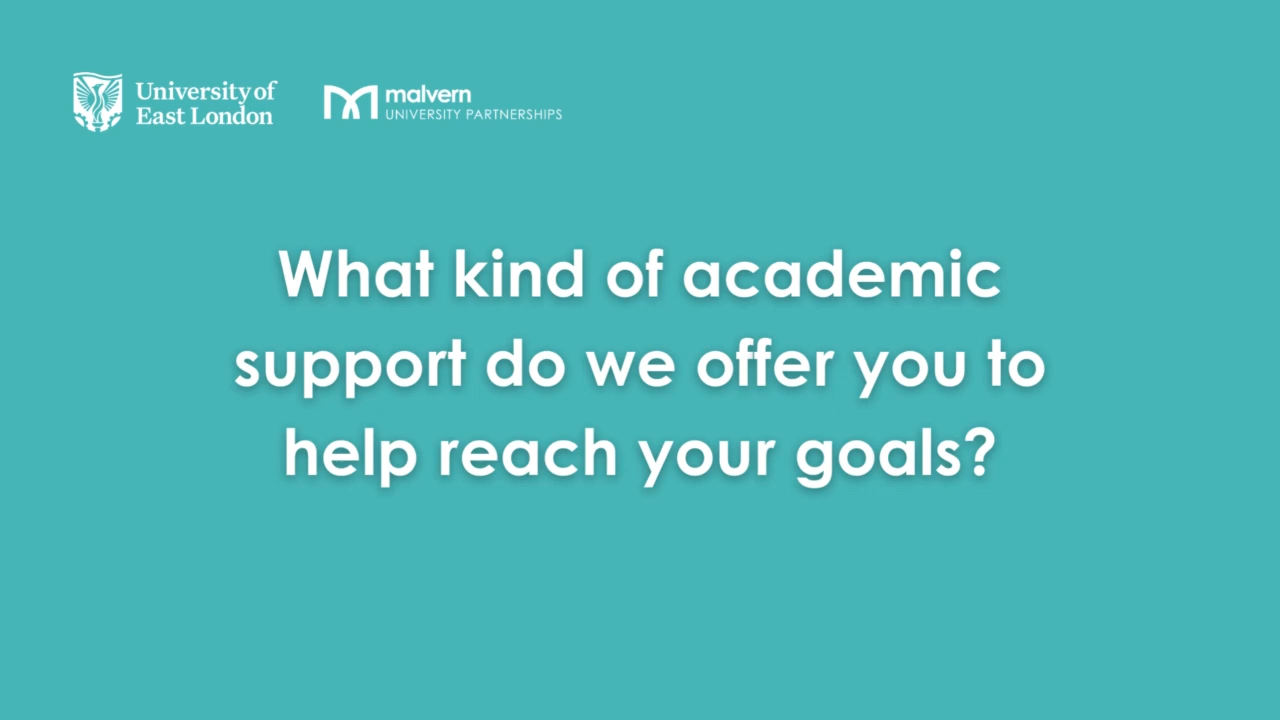 University of
East London
malvern
UNIVERSITY PARTNERSHIPS
What kind of academic
support do we offer you to
help reach your goals?